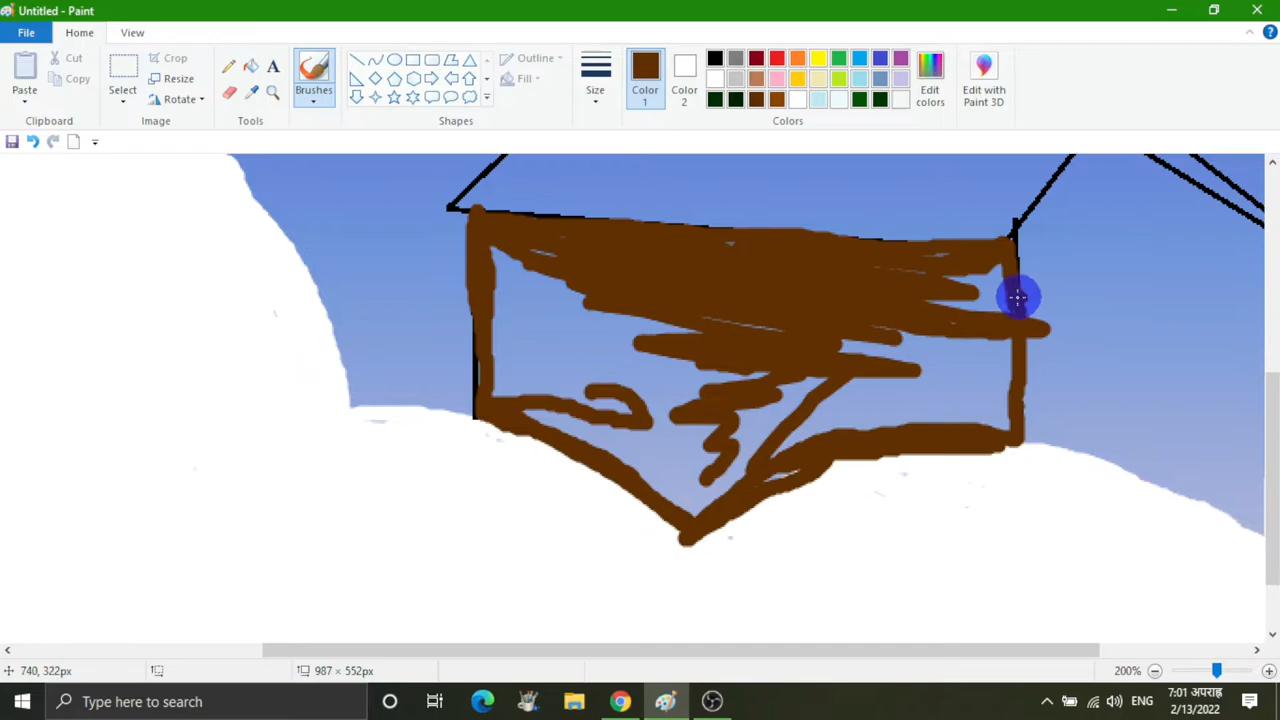 Untitled - Paint
File Home View
Paste Cut Copy
Select Crop Resize Rotate
A Brushes
Outline Fill
Size Color 1 Color 2
Edit colors Edit with Paint 3D
Clipboard Image Tools Shapes Colors
740, 322px 987 × 552px 200%
Type here to search ENG 7:01 अपराह्न 2/13/2022